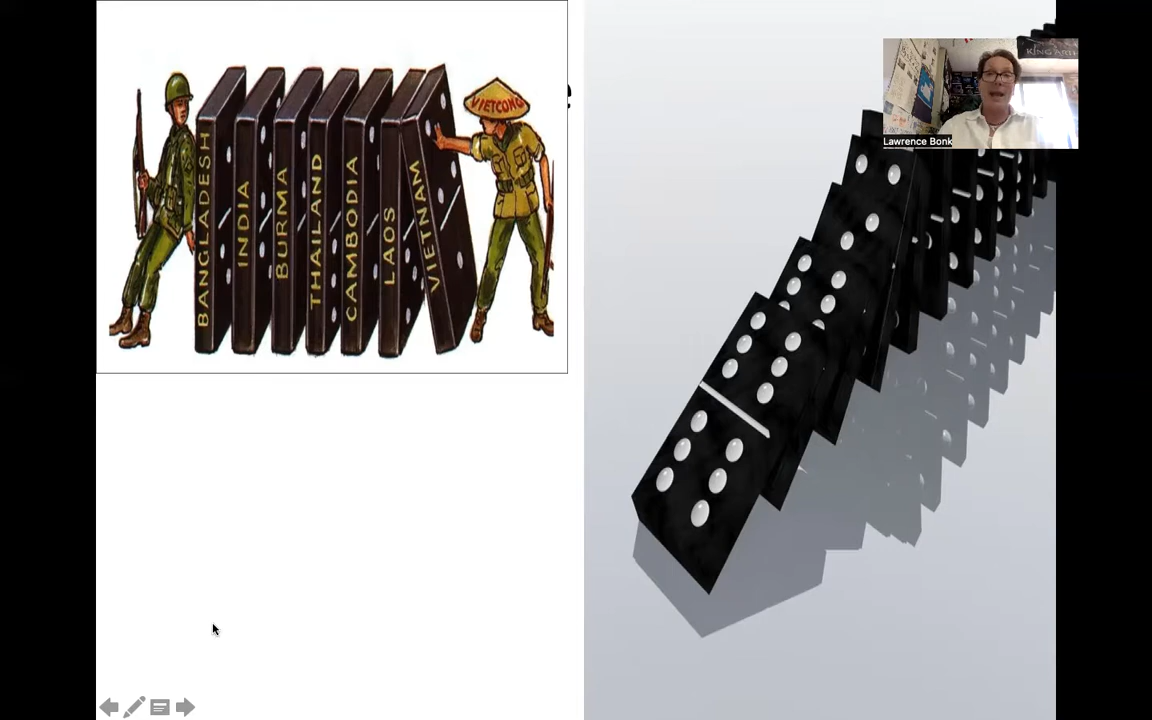 BANGLADESH
INDIA
BURMA
THAILAND
CAMBODIA
LAOS
VIETNAM
VIETCONG
e
Lawrence Bonk